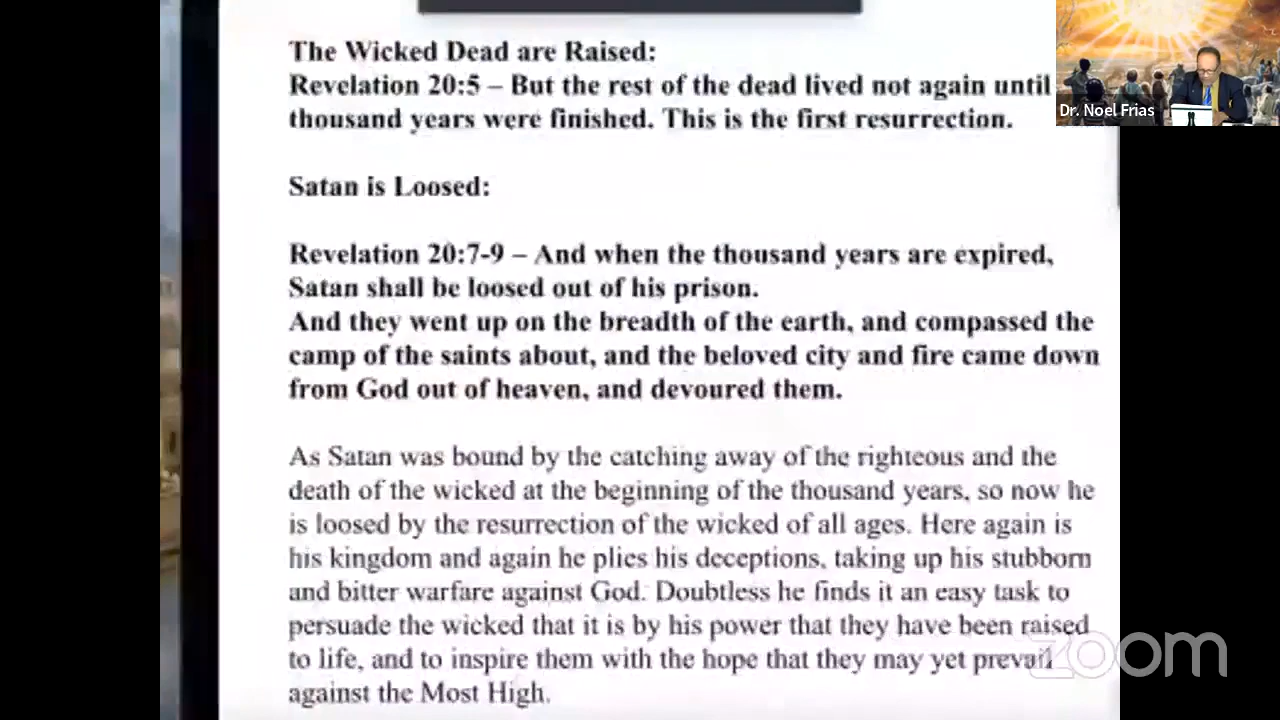 The Wicked Dead are Raised:
Revelation 20:5 – But the rest of the dead lived not again until
thousand years were finished. This is the first resurrection.
Satan is Loosed:
Revelation 20:7-9 – And when the thousand years are expired,
Satan shall be loosed out of his prison.
And they went up on the breadth of the earth, and compassed the
camp of the saints about, and the beloved city and fire came down
from God out of heaven, and devoured them.
As Satan was bound by the catching away of the righteous and the
death of the wicked at the beginning of the thousand years, so now he
is loosed by the resurrection of the wicked of all ages. Here again is
his kingdom and again he plies his deceptions, taking up his stubborn
and bitter warfare against God. Doubtless he finds it an easy task to
persuade the wicked that it is by his power that they have been raised
to life, and to inspire them with the hope that they may yet prevail
against the Most High.
Dr. Noel Frias
zoom